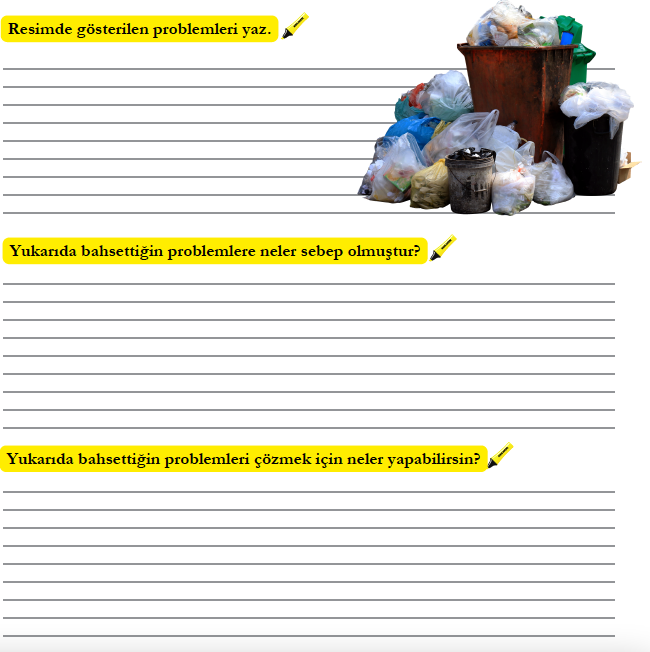 Resimde gösterilen problemleri yaz.
Yukarıda bahsettiğin problemlere neler sebep olmuştur?
Yukarıda bahsettiğin problemleri çözmek için neler yapabilirsin?